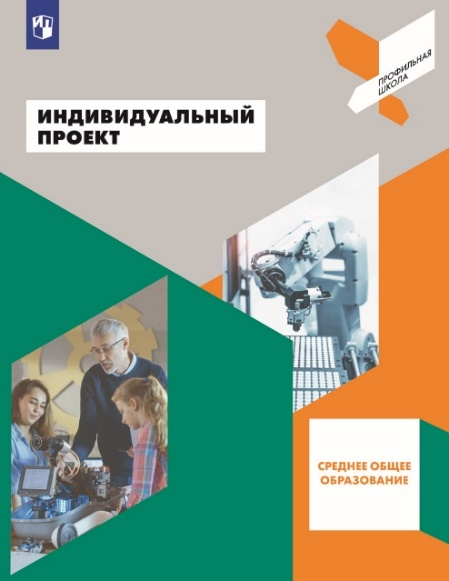 ПРОФИЛЬНАЯ
ШКОЛА
ИНДИВИДУАЛЬНЫЙ
ПРОЕКТ
СРЕДНЕЕ ОБЩЕЕ
ОБРАЗОВАНИЕ